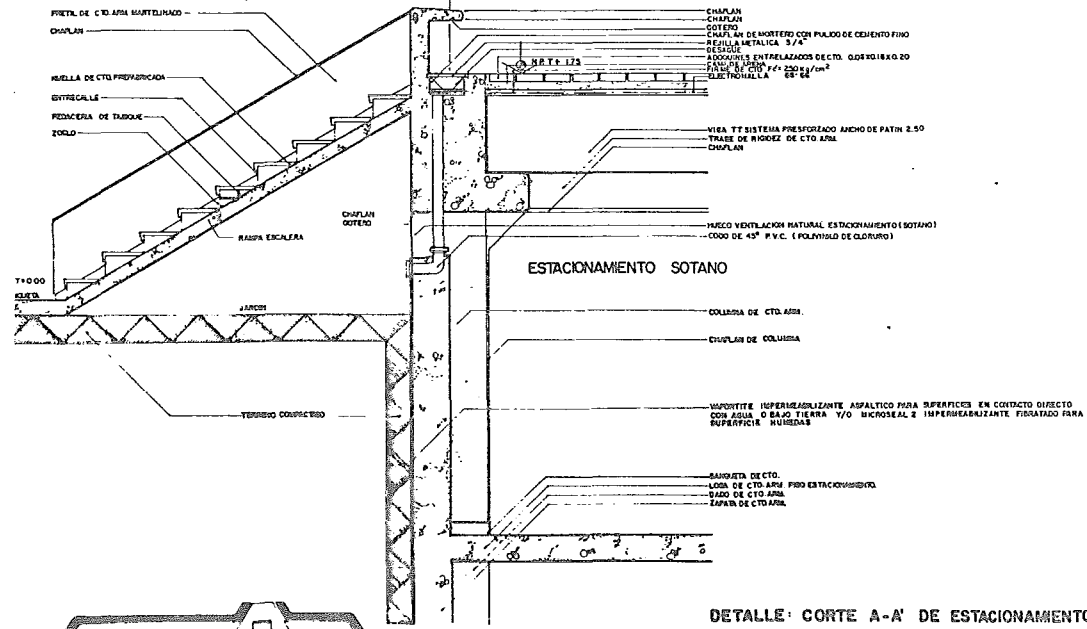 PRETIL DE CTO. ARM. MARTELINADO
CHAFLAN
HUELLA DE CTO PREFABRICADA
ENTRECALLE
PEDACERIA DE TABIQUE
ZOCLO
RAMPA ESCALERA
CHAFLAN
GOTERO
JARDIN
TERRENO COMPACTADO
CHAFLAN
CHAFLAN
GOTERO
CHAFLAN DE MORTERO CON PULIDO DE CEMENTO FINO
REJILLA METALICA 3/4"
DESAGÜE
ADOQUINES ENTRELAZADOS DE CTO. 0.08X0.18X0.20
CAMA DE ARENA
FIRME DE CTO F'c= 250 Kg/cm²
ELECTROMALLA 66-66
N.P.T+ 1.75
VIGA TT SISTEMA PRESFORZADO ANCHO DE PATIN 2.50
TRABE DE RIGIDEZ DE CTO. ARM.
CHAFLAN
HUECO VENTILACION NATURAL ESTACIONAMIENTO (SOTANO)
CODO DE 45° P.V.C. ( POLIVINILO DE CLORURO)
ESTACIONAMIENTO SOTANO
COLUMNA DE CTO. ARM.
CHAFLAN DE COLUMNA
VAPORTITE IMPERMEABILIZANTE ASFALTICO PARA SUPERFICIES EN CONTACTO DIRECTO
CON AGUA O BAJO TIERRA Y/O MICROSEAL 2 IMPERMEABILIZANTE FIBRATADO PARA
SUPERFICIE HUMEDAS
BANQUETA DE CTO.
LOSA DE CTO. ARM. PISO ESTACIONAMIENTO.
DADO DE CTO. ARM.
ZAPATA DE CTO ARM.
DETALLE: CORTE A-A' DE ESTACIONAMIENTO